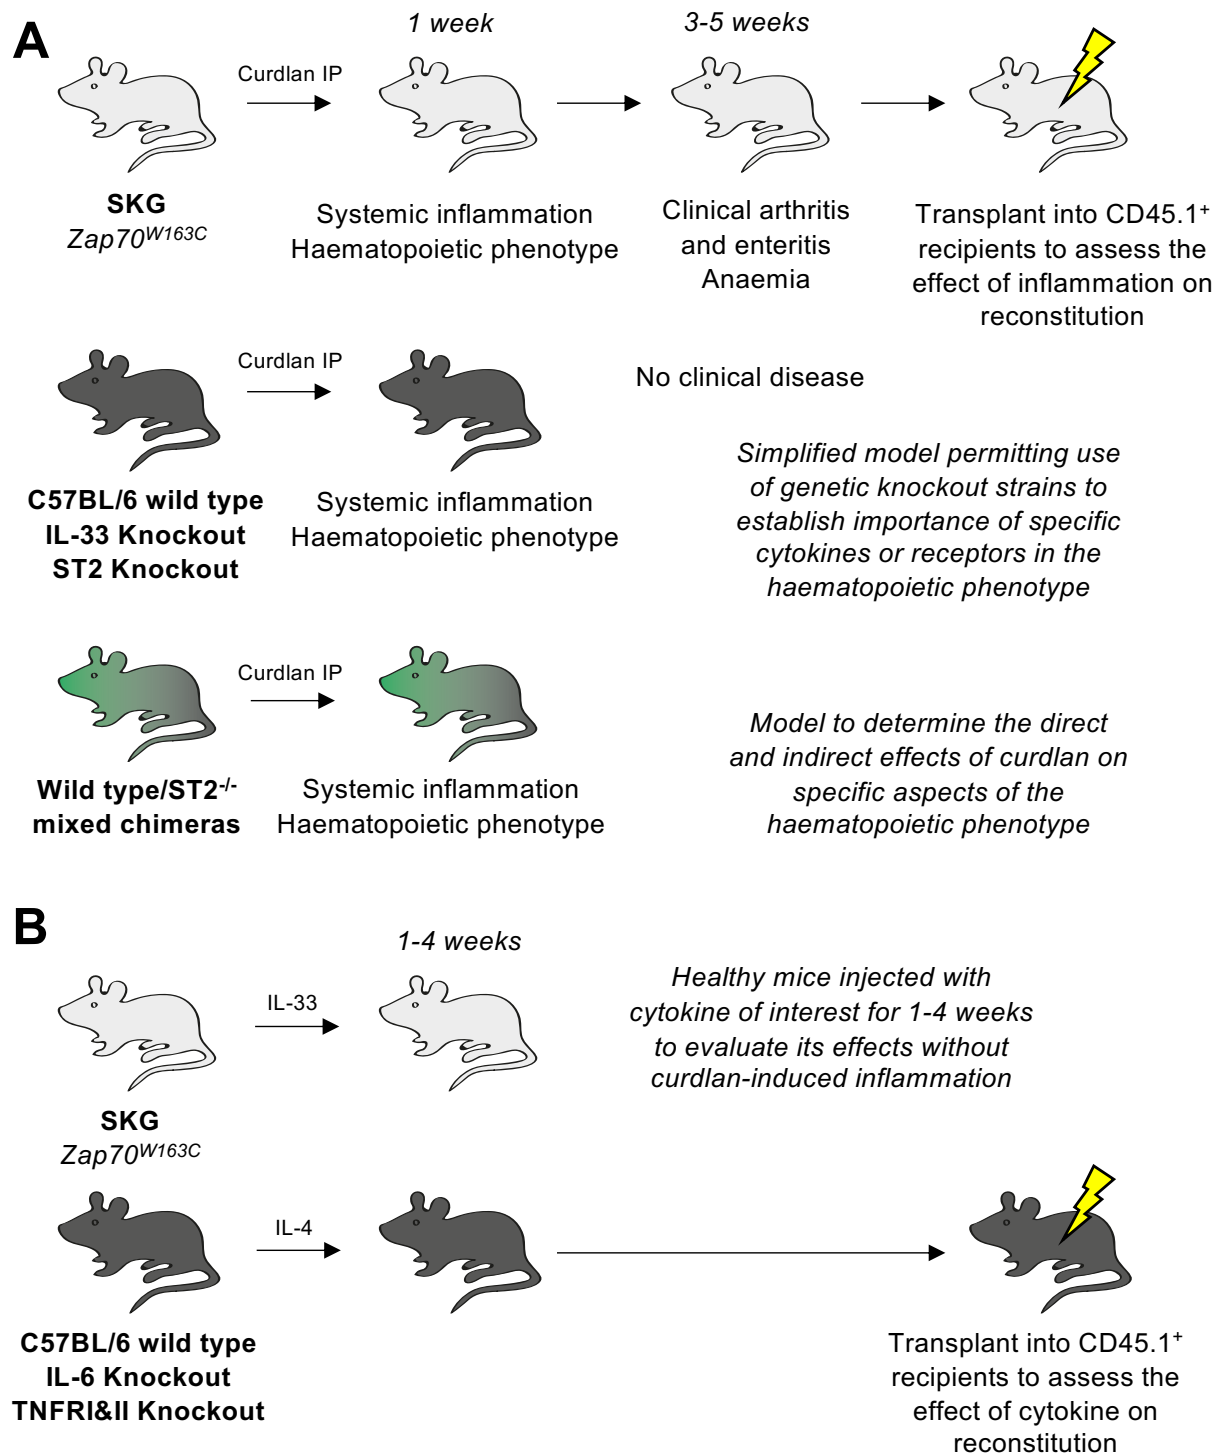 A
1 week
3-5 weeks
Curdlan IP
SKG
Zap70W163C
Systemic inflammation
Haematopoietic phenotype
Clinical arthritis
and enteritis
Anaemia
Transplant into CD45.1+
recipients to assess the
effect of inflammation on
reconstitution
Curdlan IP
No clinical disease
C57BL/6 wild type
IL-33 Knockout
ST2 Knockout
Systemic inflammation
Haematopoietic phenotype
Simplified model permitting use
of genetic knockout strains to
establish importance of specific
cytokines or receptors in the
haematopoietic phenotype
Curdlan IP
Wild type/ST2-/-
mixed chimeras
Systemic inflammation
Haematopoietic phenotype
Model to determine the direct
and indirect effects of curdlan on
specific aspects of the
haematopoietic phenotype
B
1-4 weeks
IL-33
SKG
Zap70W163C
Healthy mice injected with
cytokine of interest for 1-4 weeks
to evaluate its effects without
curdlan-induced inflammation
IL-4
C57BL/6 wild type
IL-6 Knockout
TNFRI&II Knockout
Transplant into CD45.1+
recipients to assess the
effect of cytokine on
reconstitution